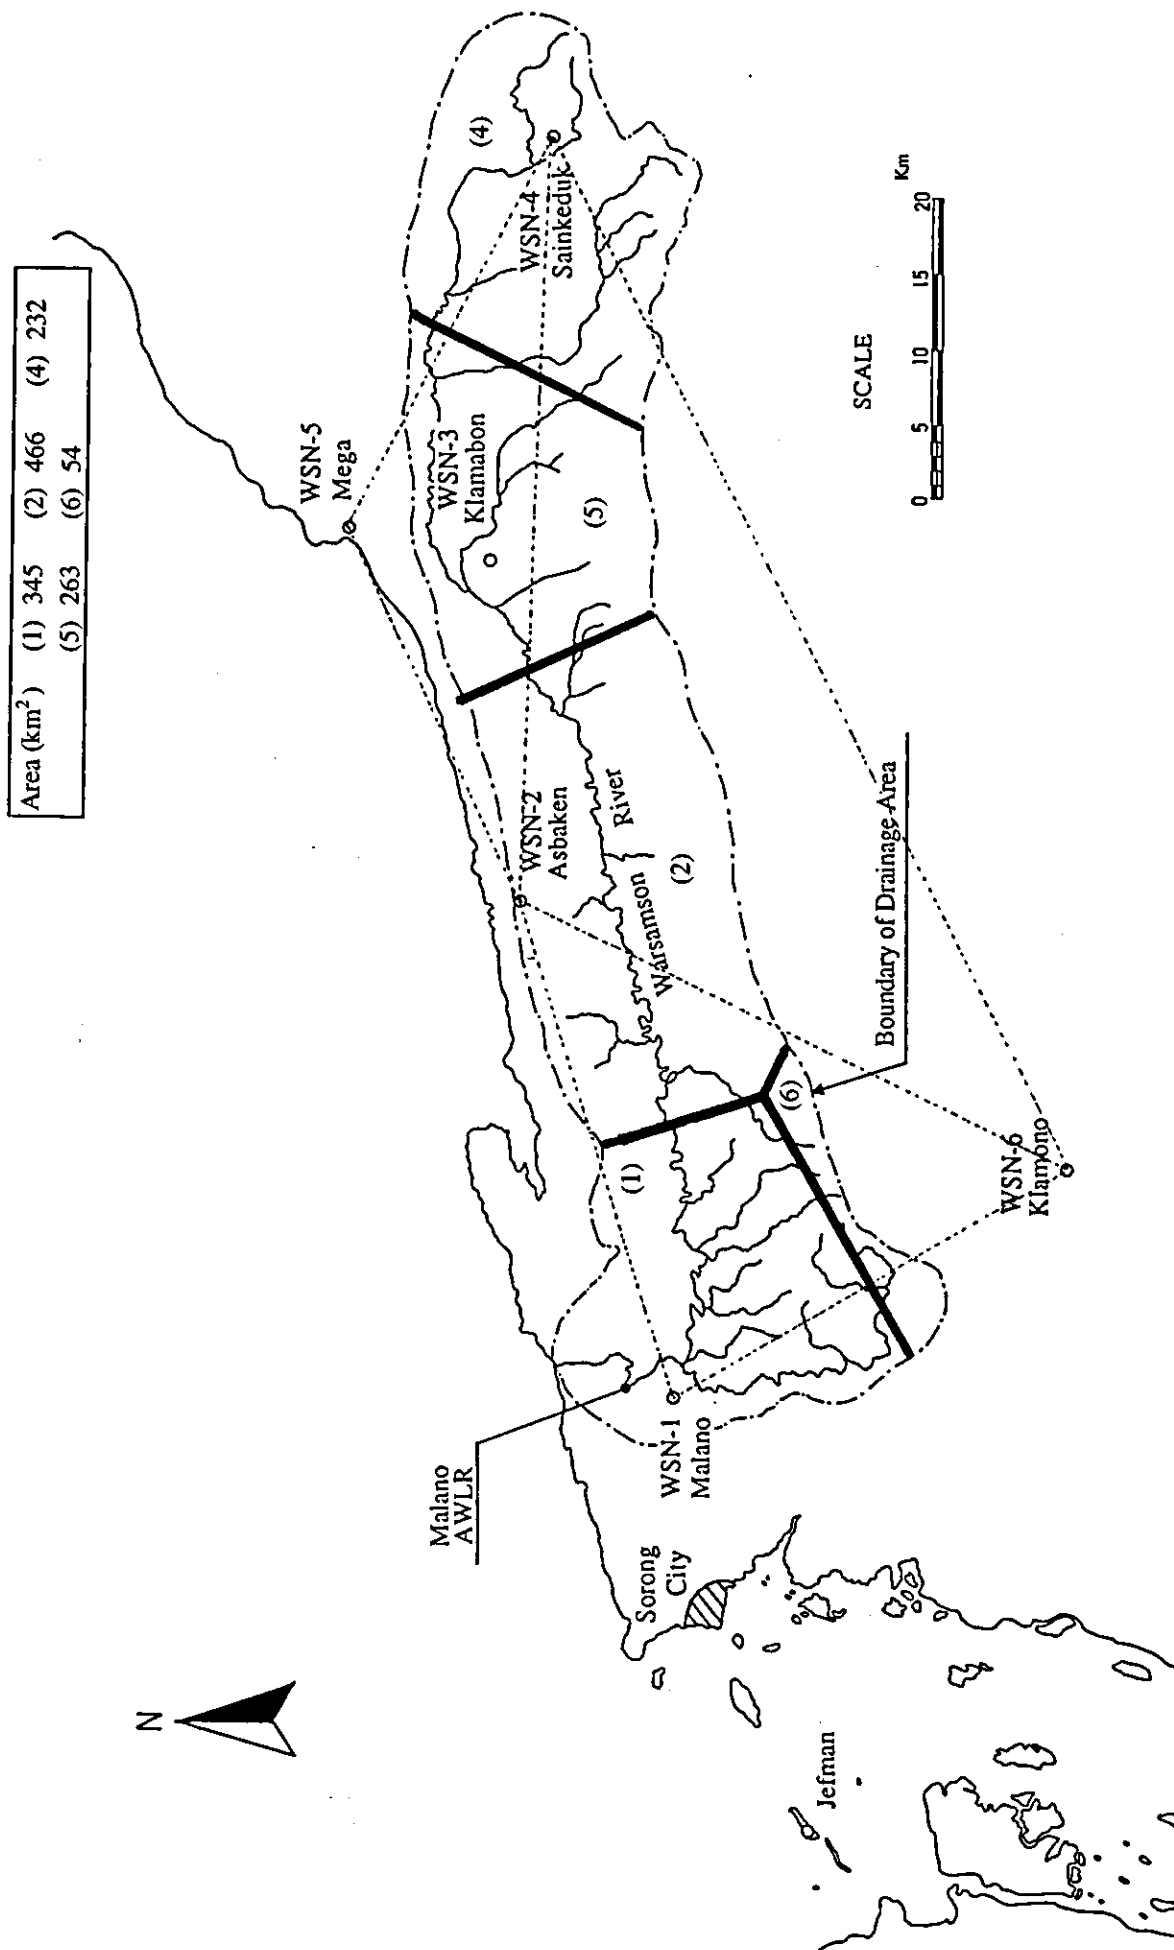 Area (km²) (1) 345 (2) 466 (4) 232
(5) 263 (6) 54
N
WSN-5
Mega
(4)
WSN-4
Sainkeduk
WSN-3
Klamabon
(5)
WSN-2
Asbaken
Warsamson River
(2)
(1)
(6)
Malano
AWLR
WSN-1
Malano
Sorong
City
Jefman
WSN-6
Klamono
Boundary of Drainage Area
SCALE
0 5 10 15 20 Km